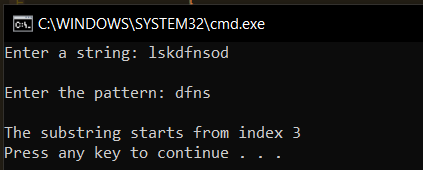 C:\WINDOWS\SYSTEM32\cmd.exe
Enter a string: lskdfnsod
Enter the pattern: dfns
The substring starts from index 3
Press any key to continue . . .